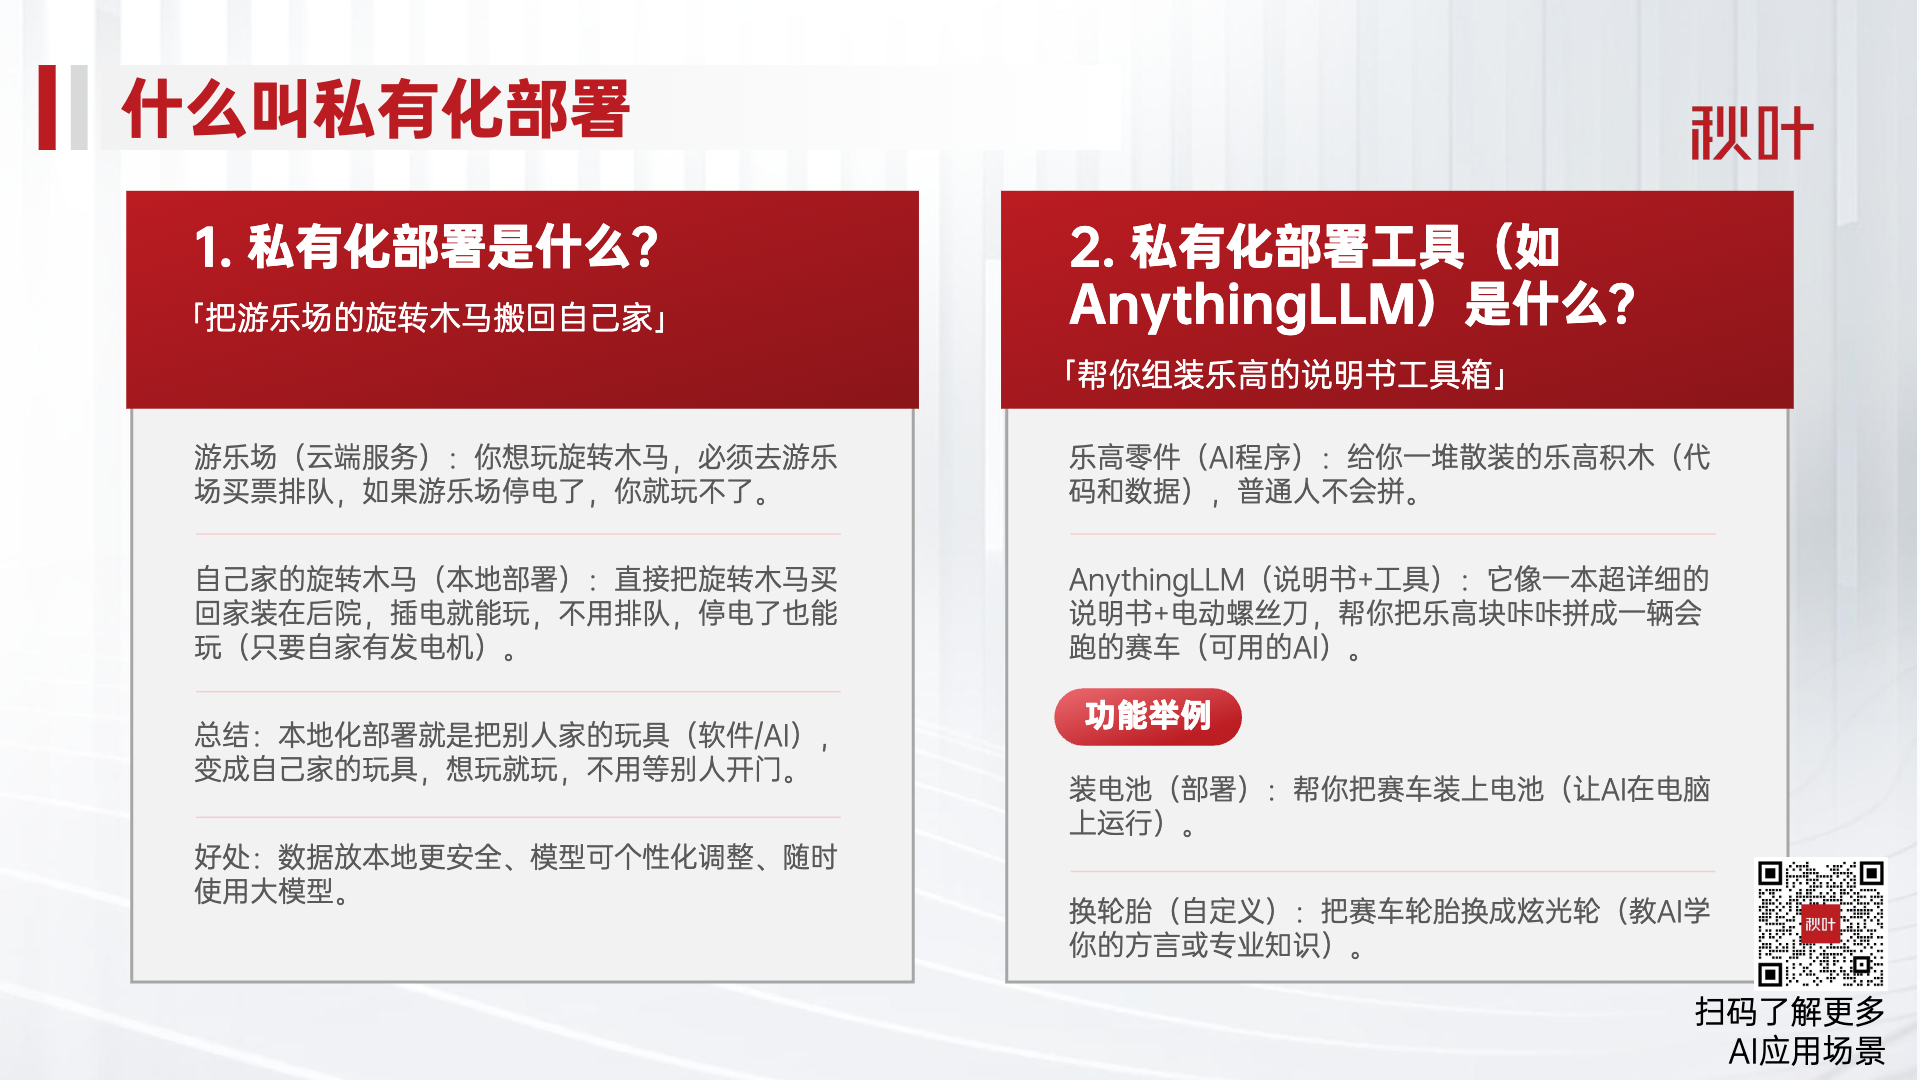 什么叫私有化部署
秋叶
1. 私有化部署是什么？
「把游乐场的旋转木马搬回自己家」
游乐场（云端服务）：你想玩旋转木马，必须去游乐
场买票排队，如果游乐场停电了，你就玩不了。
自己家的旋转木马（本地部署）：直接把旋转木马买
回家装在后院，插电就能玩，不用排队，停电了也能
玩（只要自家有发电机）。
总结：本地化部署就是把别人家的玩具（软件/AI），
变成自己家的玩具，想玩就玩，不用等别人开门。
好处：数据放本地更安全、模型可个性化调整、随时
使用大模型。
2. 私有化部署工具（如
AnythingLLM）是什么？
「帮你组装乐高的说明书工具箱」
乐高零件（AI程序）：给你一堆散装的乐高积木（代
码和数据），普通人不会拼。
AnythingLLM（说明书+工具）：它像一本超详细的
说明书+电动螺丝刀，帮你把乐高块咔咔拼成一辆会
跑的赛车（可用的AI）。
功能举例
装电池（部署）：帮你把赛车装上电池（让AI在电脑
上运行）。
换轮胎（自定义）：把赛车轮胎换成炫光轮（教AI学
你的方言或专业知识）。
秋叶
扫码了解更多
AI应用场景